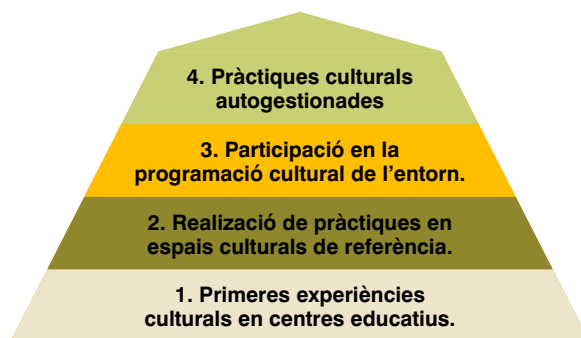 4. Pràctiques culturals
autogestionades
3. Participació en la
programació cultural de l’entorn.
2. Realizació de pràctiques en
espais culturals de referència.
1. Primeres experiències
culturals en centres educatius.